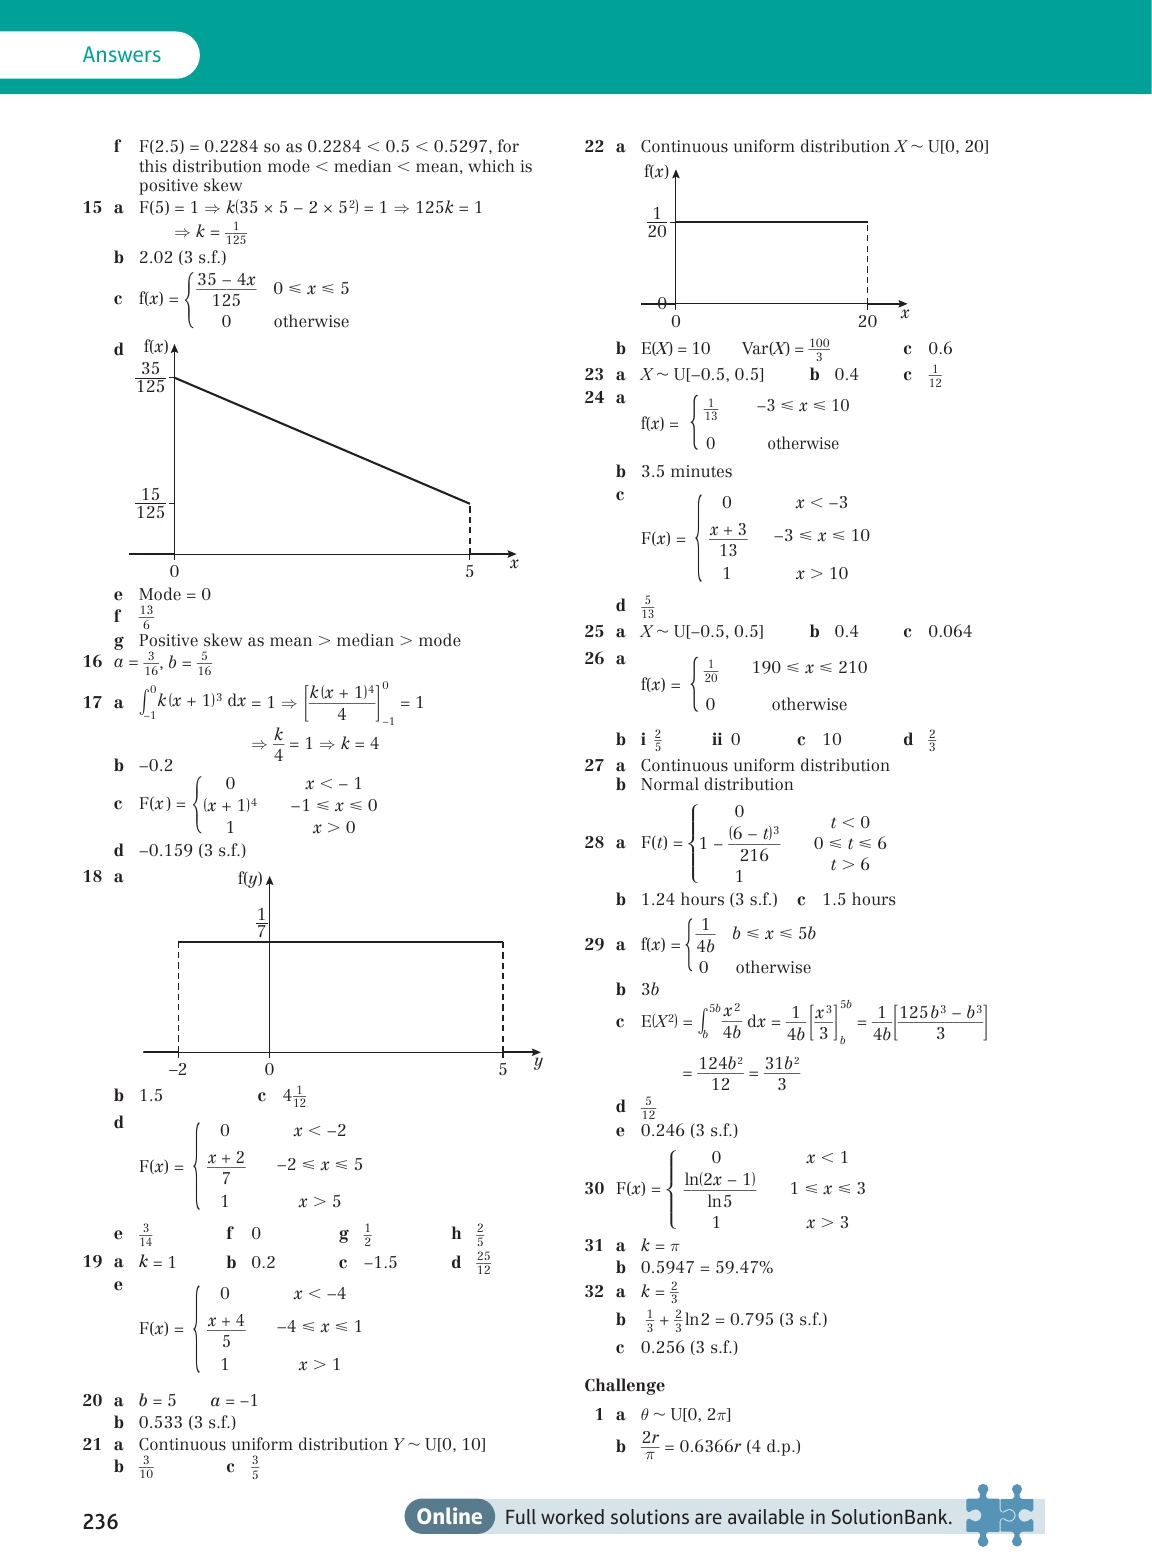 Answers
f F(2.5) = 0.2284 so as 0.2284 < 0.5 < 0.5297, for
this distribution mode < median < mean, which is
positive skew
15 a F(5) = 1 ⇒ k(35 × 5 − 2 × 5²) = 1 ⇒ 125k = 1
⇒ k = 1/125
b 2.02 (3 s.f.)
c f(x) = { (35 − 4x)/125 0 ⩽ x ⩽ 5
0 otherwise
d f(x)
35/125
15/125
0 5 x
e Mode = 0
f 13/6
g Positive skew as mean > median > mode
16 a = 3/16, b = 5/16
17 a ∫₋₁⁰ k(x + 1)³ dx = 1 ⇒ [k(x + 1)⁴/4]₋₁⁰ = 1
⇒ k/4 = 1 ⇒ k = 4
b −0.2
c F(x) = { 0 x < − 1
(x + 1)⁴ −1 ⩽ x ⩽ 0
1 x > 0
d −0.159 (3 s.f.)
18 a f(y)
1/7
−2 0 5 y
b 1.5 c 4 1/12
d
F(x) = { 0 x < −2
(x + 2)/7 −2 ⩽ x ⩽ 5
1 x > 5
e 3/14 f 0 g 1/2 h 2/5
19 a k = 1 b 0.2 c −1.5 d 25/12
e
F(x) = { 0 x < −4
(x + 4)/5 −4 ⩽ x ⩽ 1
1 x > 1
20 a b = 5 a = −1
b 0.533 (3 s.f.)
21 a Continuous uniform distribution Y ~ U[0, 10]
b 3/10 c 3/5
22 a Continuous uniform distribution X ~ U[0, 20]
f(x)
1/20
0
0 20 x
b E(X) = 10 Var(X) = 100/3 c 0.6
23 a X ~ U[−0.5, 0.5] b 0.4 c 1/12
24 a
f(x) = { 1/13 −3 ⩽ x ⩽ 10
0 otherwise
b 3.5 minutes
c
F(x) = { 0 x < −3
(x + 3)/13 −3 ⩽ x ⩽ 10
1 x > 10
d 5/13
25 a X ~ U[−0.5, 0.5] b 0.4 c 0.064
26 a
f(x) = { 1/20 190 ⩽ x ⩽ 210
0 otherwise
b i 2/5 ii 0 c 10 d 2/3
27 a Continuous uniform distribution
b Normal distribution
28 a F(t) = { 0 t < 0
1 − (6 − t)³/216 0 ⩽ t ⩽ 6
1 t > 6
b 1.24 hours (3 s.f.) c 1.5 hours
29 a f(x) = { 1/4b b ⩽ x ⩽ 5b
0 otherwise
b 3b
c E(X²) = ∫_b^5b x²/4b dx = 1/4b [x³/3]_b^5b = 1/4b [(125b³ − b³)/3]
= 124b²/12 = 31b²/3
d 5/12
e 0.246 (3 s.f.)
30 F(x) = { 0 x < 1
ln(2x − 1)/ln5 1 ⩽ x ⩽ 3
1 x > 3
31 a k = π
b 0.5947 = 59.47%
32 a k = 2/3
b 1/3 + 2/3 ln2 = 0.795 (3 s.f.)
c 0.256 (3 s.f.)
Challenge
1 a θ ~ U[0, 2π]
b 2r/π = 0.6366r (4 d.p.)
236
Online Full worked solutions are available in SolutionBank.